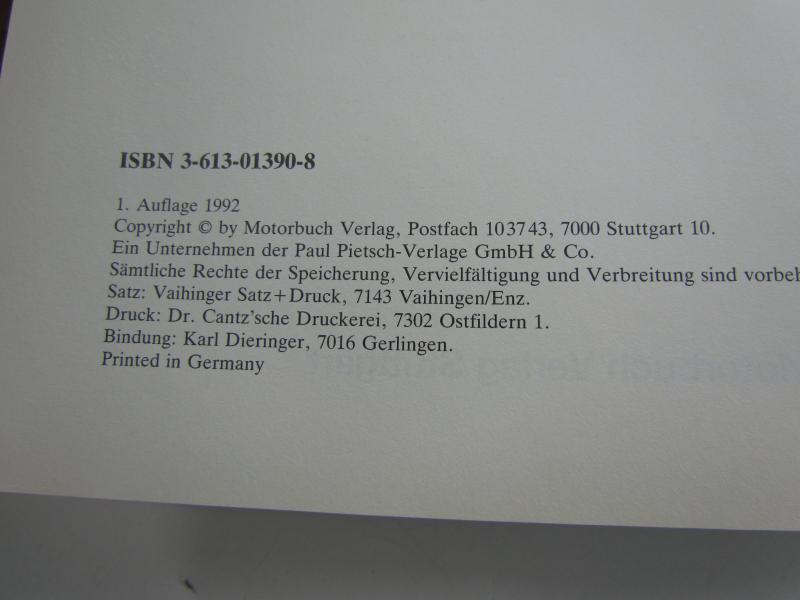 ISBN 3-613-01390-8
1. Auflage 1992
Copyright © by Motorbuch Verlag, Postfach 103743, 7000 Stuttgart 10.
Ein Unternehmen der Paul Pietsch-Verlage GmbH & Co.
Sämtliche Rechte der Speicherung, Vervielfältigung und Verbreitung sind vorbeh
Satz: Vaihinger Satz+Druck, 7143 Vaihingen/Enz.
Druck: Dr. Cantz'sche Druckerei, 7302 Ostfildern 1.
Bindung: Karl Dieringer, 7016 Gerlingen.
Printed in Germany